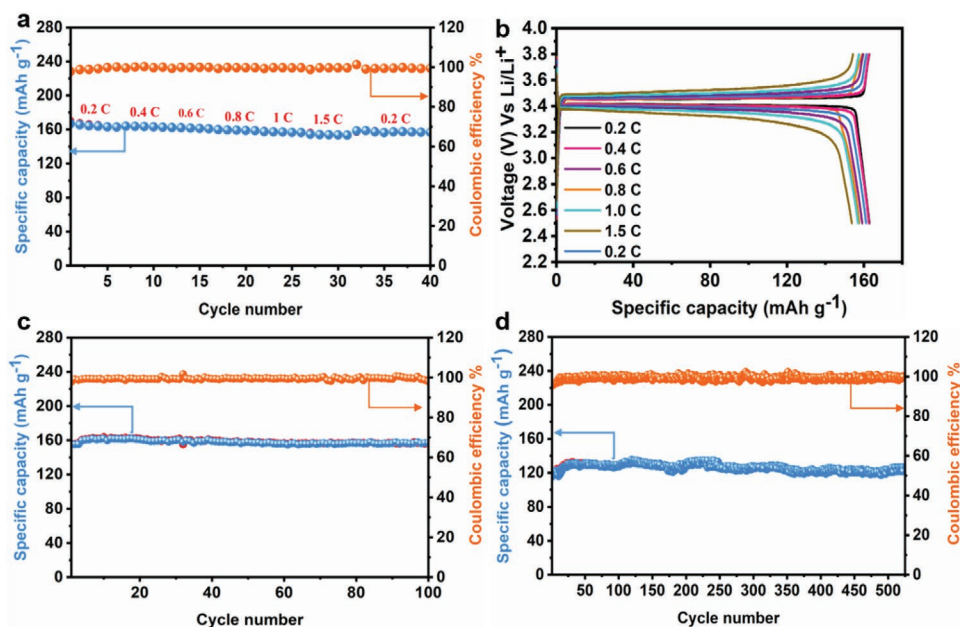 a
Specific capacity (mAh g⁻¹)
280
240
200
160
120
80
40
0
0.2 C 0.4 C 0.6 C 0.8 C 1 C 1.5 C 0.2 C
120
100
80
60
40
20
0
Coulombic efficiency %
5 10 15 20 25 30 35 40
Cycle number
b
Voltage (V) Vs Li/Li⁺
4.0
3.8
3.6
3.4
3.2
3.0
2.8
2.6
2.4
2.2
0.2 C
0.4 C
0.6 C
0.8 C
1.0 C
1.5 C
0.2 C
0 40 80 120 160
Specific capacity (mAh g⁻¹)
c
Specific capacity (mAh g⁻¹)
280
240
200
160
120
80
40
0
120
100
80
60
40
20
0
Coulombic efficiency %
20 40 60 80 100
Cycle number
d
Specific capacity (mAh g⁻¹)
280
240
200
160
120
80
40
0
120
100
80
60
40
20
0
Coulombic efficiency %
50 100 150 200 250 300 350 400 450 500
Cycle number